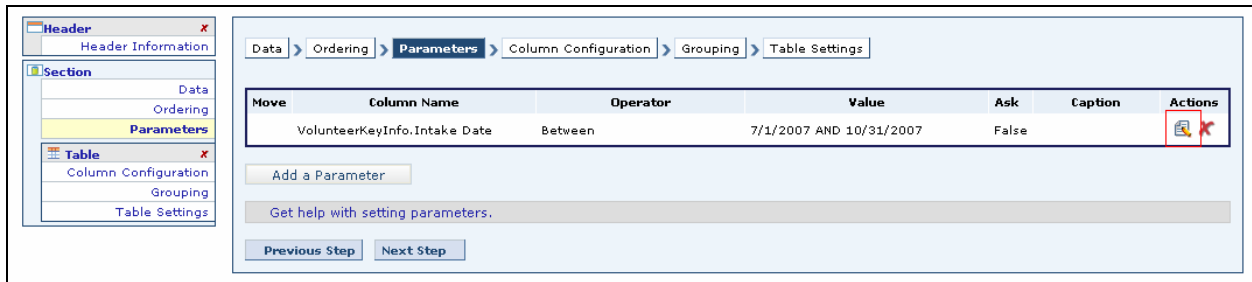 Header x
Header Information
Section
Data
Ordering
Parameters
Table x
Column Configuration
Grouping
Table Settings
Data Ordering Parameters Column Configuration Grouping Table Settings
Move Column Name Operator Value Ask Caption Actions
VolunteerKeyInfo.Intake Date Between 7/1/2007 AND 10/31/2007 False
Add a Parameter
Get help with setting parameters.
Previous Step Next Step